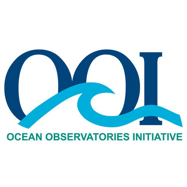 OOI
OCEAN OBSERVATORIES INITIATIVE